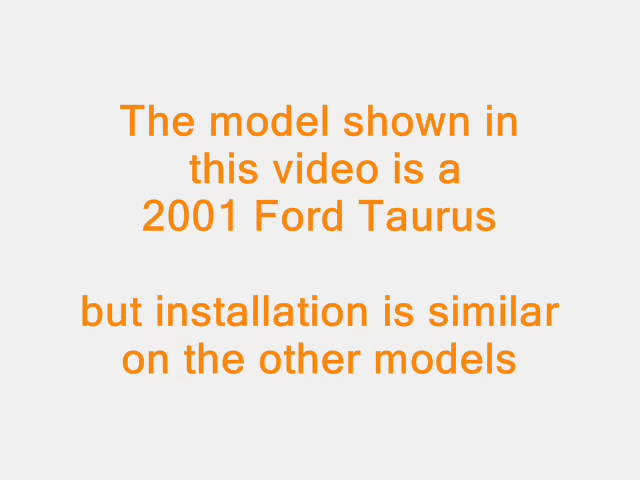 The model shown in
this video is a
2001 Ford Taurus
but installation is similar
on the other models